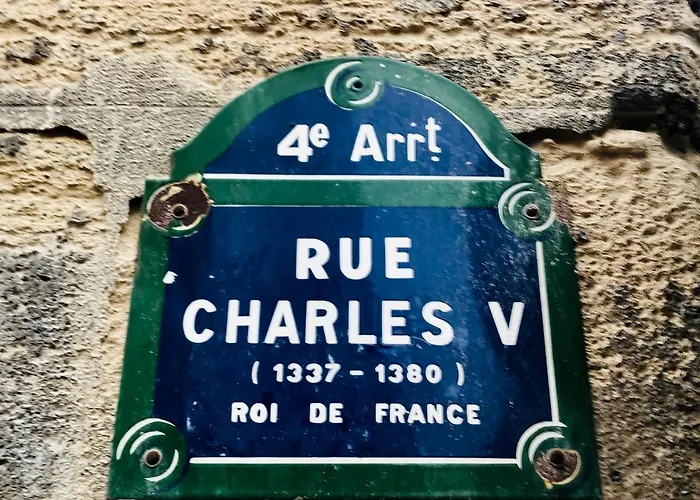 4e Arrt.
RUE
CHARLES V
( 1337 - 1380 )
ROI DE FRANCE